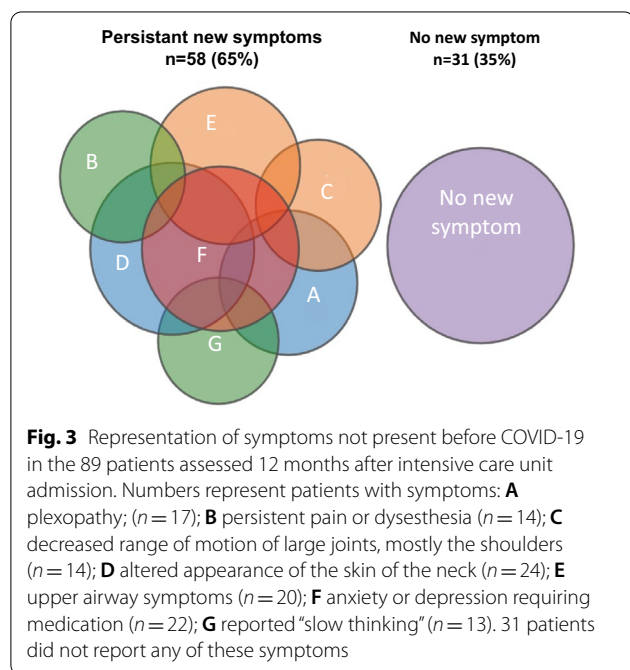 Persistant new symptoms
n=58 (65%)
No new symptom
n=31 (35%)
E
B
C
No new
symptom
D
F
A
G
Fig. 3 Representation of symptoms not present before COVID-19
in the 89 patients assessed 12 months after intensive care unit
admission. Numbers represent patients with symptoms: A
plexopathy; (n = 17); B persistent pain or dysesthesia (n = 14); C
decreased range of motion of large joints, mostly the shoulders
(n = 14); D altered appearance of the skin of the neck (n = 24); E
upper airway symptoms (n = 20); F anxiety or depression requiring
medication (n = 22); G reported “slow thinking” (n = 13). 31 patients
did not report any of these symptoms